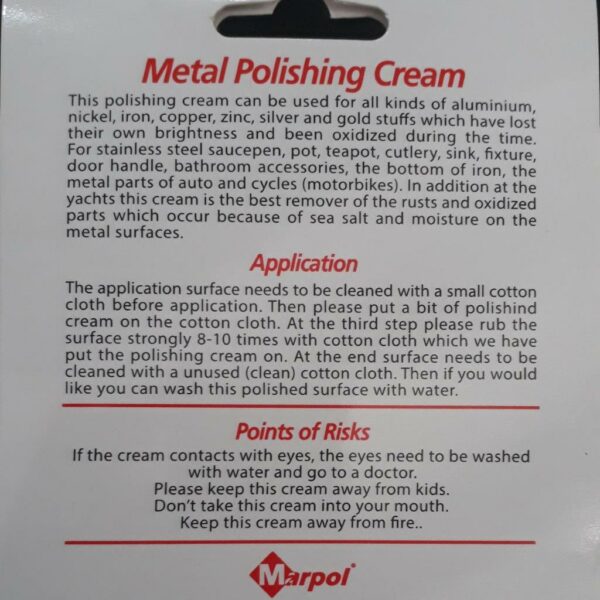 Metal Polishing Cream
This polishing cream can be used for all kinds of aluminium,
nickel, iron, copper, zinc, silver and gold stuffs which have lost
their own brightness and been oxidized during the time.
For stainless steel saucepen, pot, teapot, cutlery, sink, fixture,
door handle, bathroom accessories, the bottom of iron, the
metal parts of auto and cycles (motorbikes). In addition at the
yachts this cream is the best remover of the rusts and oxidized
parts which occur because of sea salt and moisture on the
metal surfaces.
Application
The application surface needs to be cleaned with a small cotton
cloth before application. Then please put a bit of polishind
cream on the cotton cloth. At the third step please rub the
surface strongly 8-10 times with cotton cloth which we have
put the polishing cream on. At the end surface needs to be
cleaned with a unused (clean) cotton cloth. Then if you would
like you can wash this polished surface with water.
Points of Risks
If the cream contacts with eyes, the eyes need to be washed
with water and go to a doctor.
Please keep this cream away from kids.
Don't take this cream into your mouth.
Keep this cream away from fire..
Marpol®